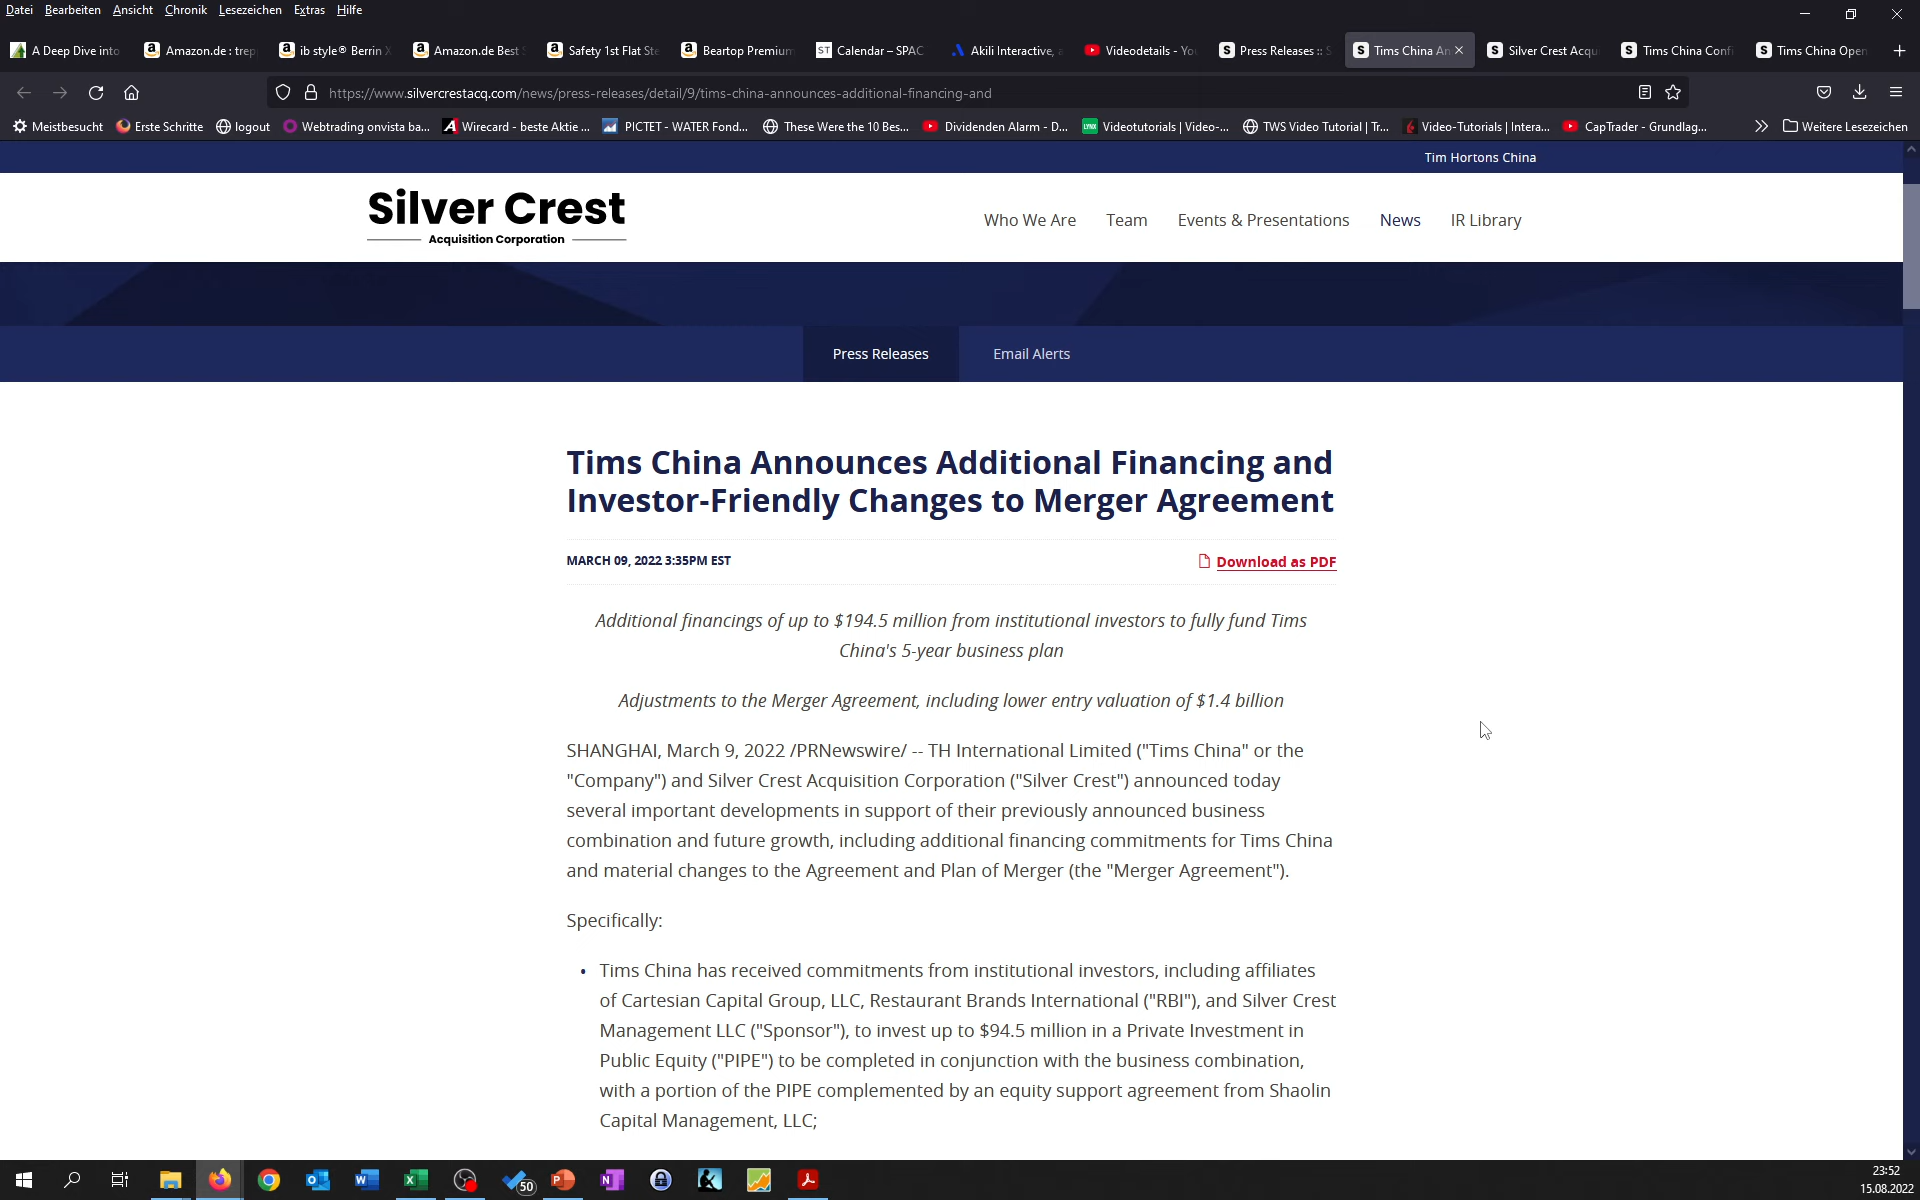 Datei Bearbeiten Ansicht Chronik Lesezeichen Extras Hilfe
A Deep Dive into
Amazon.de : trep
ib style® Berrin X
Amazon.de Best S
Safety 1st Flat Ste
Beartop Premium
ST Calendar – SPAC
Akili Interactive, a
Videodetails - You
Press Releases :: S
Tims China An
Silver Crest Acqu
Tims China Confi
Tims China Open
https://www.silvercrestacq.com/news/press-releases/detail/9/tims-china-announces-additional-financing-and
Meistbesucht
Erste Schritte
logout
Webtrading onvista ba...
Wirecard - beste Aktie ...
PICTET - WATER Fond...
These Were the 10 Bes...
Dividenden Alarm - D...
LYNX Videotutorials | Video-...
TWS Video Tutorial | Tr...
Video-Tutorials | Intera...
CapTrader - Grundlag...
Weitere Lesezeichen
Tim Hortons China
Silver Crest
Acquisition Corporation
Who We Are Team Events & Presentations News IR Library
Press Releases Email Alerts
Tims China Announces Additional Financing and
Investor-Friendly Changes to Merger Agreement
MARCH 09, 2022 3:35PM EST
Download as PDF
Additional financings of up to $194.5 million from institutional investors to fully fund Tims
China's 5-year business plan
Adjustments to the Merger Agreement, including lower entry valuation of $1.4 billion
SHANGHAI, March 9, 2022 /PRNewswire/ -- TH International Limited ("Tims China" or the
"Company") and Silver Crest Acquisition Corporation ("Silver Crest") announced today
several important developments in support of their previously announced business
combination and future growth, including additional financing commitments for Tims China
and material changes to the Agreement and Plan of Merger (the "Merger Agreement").
Specifically:
• Tims China has received commitments from institutional investors, including affiliates
of Cartesian Capital Group, LLC, Restaurant Brands International ("RBI"), and Silver Crest
Management LLC ("Sponsor"), to invest up to $94.5 million in a Private Investment in
Public Equity ("PIPE") to be completed in conjunction with the business combination,
with a portion of the PIPE complemented by an equity support agreement from Shaolin
Capital Management, LLC;
50
23:52
15.08.2022